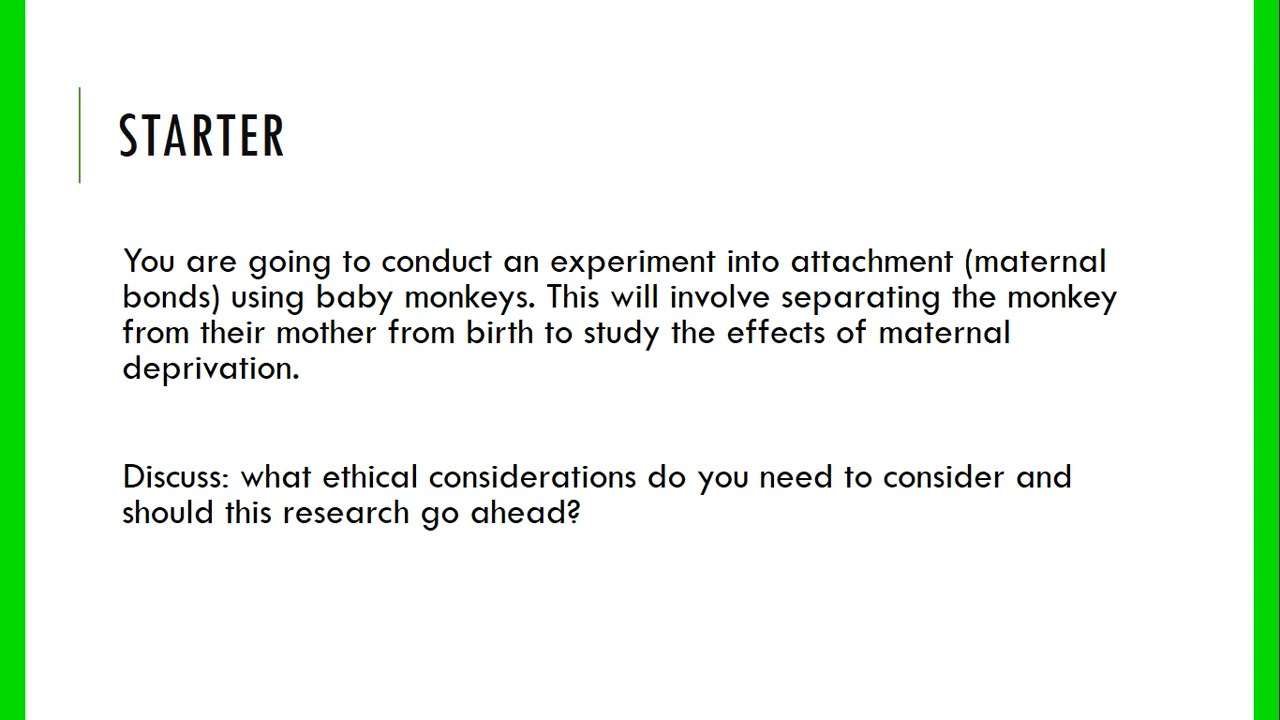 STARTER
You are going to conduct an experiment into attachment (maternal
bonds) using baby monkeys. This will involve separating the monkey
from their mother from birth to study the effects of maternal
deprivation.
Discuss: what ethical considerations do you need to consider and
should this research go ahead?